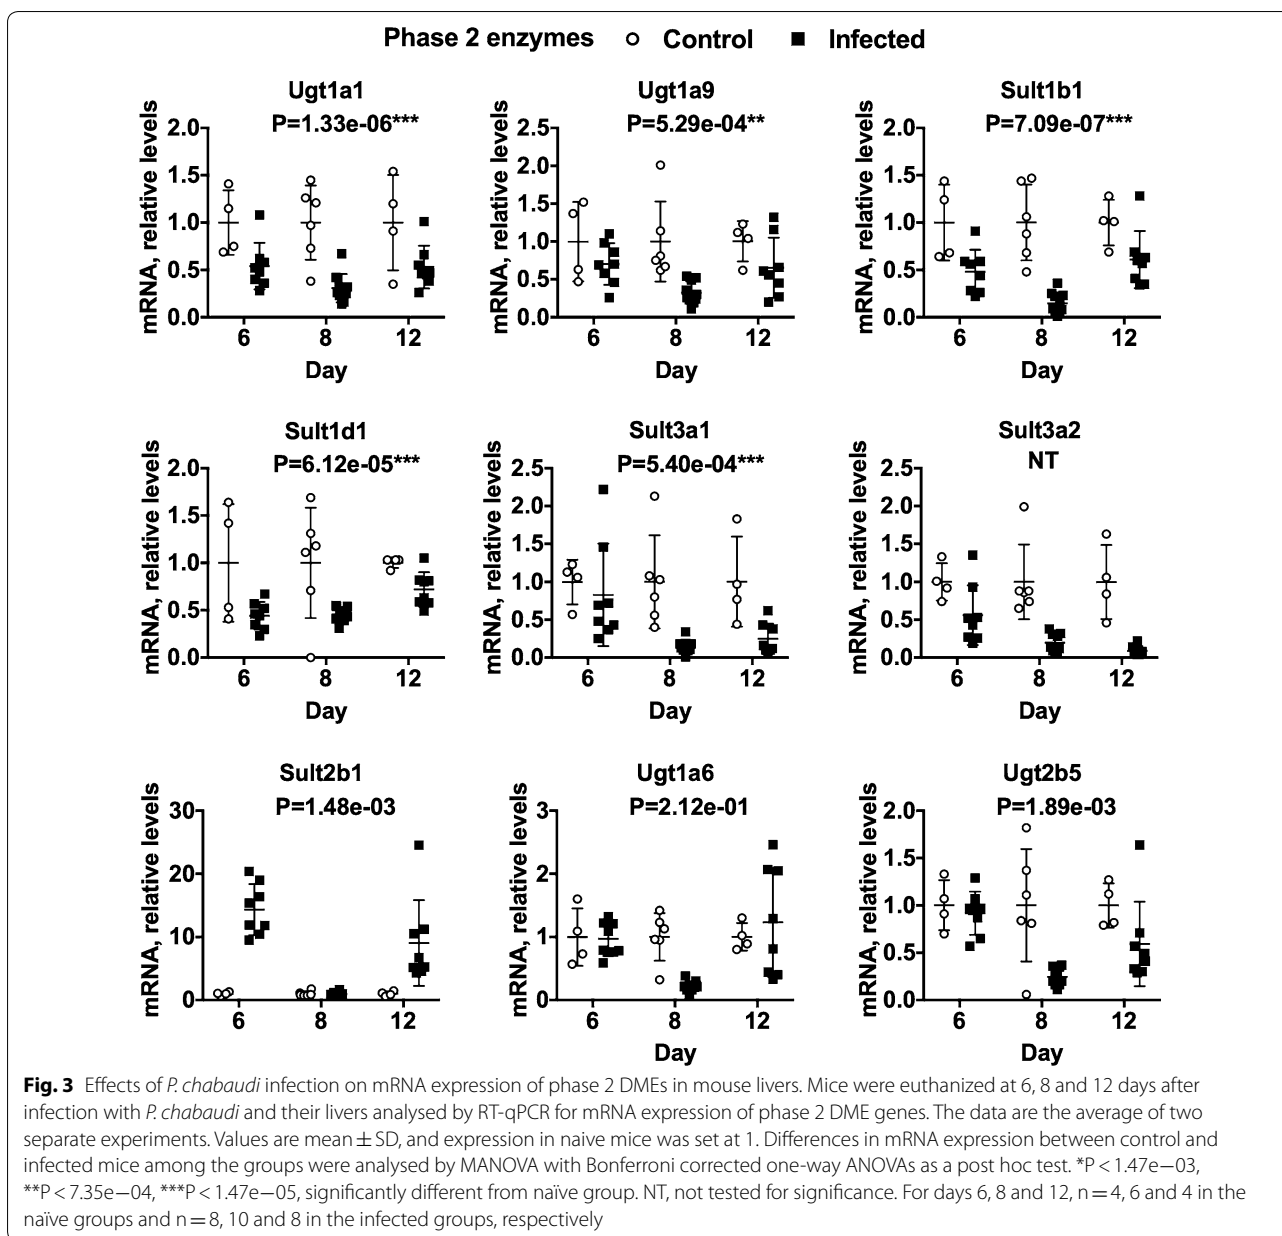 Phase 2 enzymes Control Infected
Ugt1a1
P=1.33e-06***
mRNA, relative levels
2.0
1.5
1.0
0.5
0.0
6 8 12
Day
Ugt1a9
P=5.29e-04**
mRNA, relative levels
2.5
2.0
1.5
1.0
0.5
0.0
6 8 12
Day
Sult1b1
P=7.09e-07***
mRNA, relative levels
2.0
1.5
1.0
0.5
0.0
6 8 12
Day
Sult1d1
P=6.12e-05***
mRNA, relative levels
2.0
1.5
1.0
0.5
0.0
6 8 12
Day
Sult3a1
P=5.40e-04***
mRNA, relative levels
2.5
2.0
1.5
1.0
0.5
0.0
6 8 12
Day
Sult3a2
NT
mRNA, relative levels
2.5
2.0
1.5
1.0
0.5
0.0
6 8 12
Day
Sult2b1
P=1.48e-03
mRNA, relative levels
30
20
10
0
6 8 12
Ugt1a6
P=2.12e-01
mRNA, relative levels
3
2
1
0
6 8 12
Day
Ugt2b5
P=1.89e-03
mRNA, relative levels
2.0
1.5
1.0
0.5
0.0
6 8 12
Day
Fig. 3 Effects of P. chabaudi infection on mRNA expression of phase 2 DMEs in mouse livers. Mice were euthanized at 6, 8 and 12 days after
infection with P. chabaudi and their livers analysed by RT-qPCR for mRNA expression of phase 2 DME genes. The data are the average of two
separate experiments. Values are mean ± SD, and expression in naive mice was set at 1. Differences in mRNA expression between control and
infected mice among the groups were analysed by MANOVA with Bonferroni corrected one-way ANOVAs as a post hoc test. *P < 1.47e−03,
**P < 7.35e−04, ***P < 1.47e−05, significantly different from naïve group. NT, not tested for significance. For days 6, 8 and 12, n = 4, 6 and 4 in the
naïve groups and n = 8, 10 and 8 in the infected groups, respectively